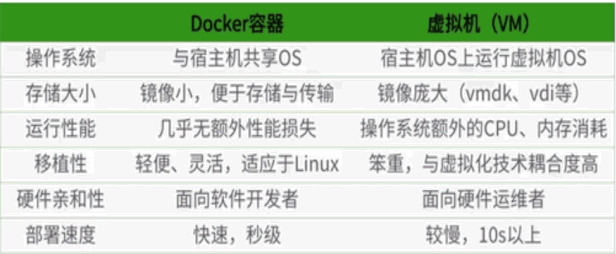 Docker容器 虚拟机（VM）
操作系统 与宿主机共享OS 宿主机OS上运行虚拟机OS
存储大小 镜像小，便于存储与传输 镜像庞大（vmdk、vdi等）
运行性能 几乎无额外性能损失 操作系统额外的CPU、内存消耗
移植性 轻便、灵活，适应于Linux 笨重，与虚拟化技术耦合度高
硬件亲和性 面向软件开发者 面向硬件运维者
部署速度 快速，秒级 较慢，10s以上